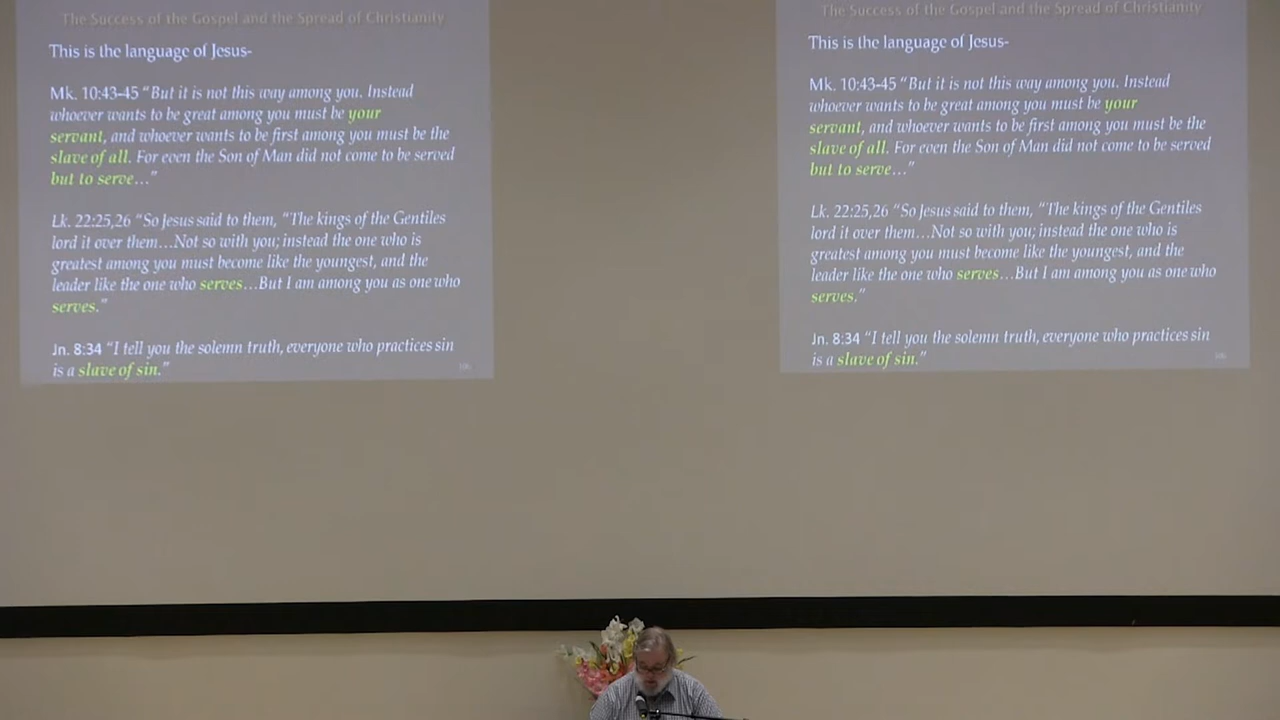 The Success of the Gospel and the Spread of Christianity
This is the language of Jesus-
Mk. 10:43-45 “But it is not this way among you. Instead
whoever wants to be great among you must be your
servant, and whoever wants to be first among you must be the
slave of all. For even the Son of Man did not come to be served
but to serve…”
Lk. 22:25,26 “So Jesus said to them, “The kings of the Gentiles
lord it over them…Not so with you; instead the one who is
greatest among you must become like the youngest, and the
leader like the one who serves…But I am among you as one who
serves.”
Jn. 8:34 “I tell you the solemn truth, everyone who practices sin
is a slave of sin.”
The Success of the Gospel and the Spread of Christianity
This is the language of Jesus-
Mk. 10:43-45 “But it is not this way among you. Instead
whoever wants to be great among you must be your
servant, and whoever wants to be first among you must be the
slave of all. For even the Son of Man did not come to be served
but to serve…”
Lk. 22:25,26 “So Jesus said to them, “The kings of the Gentiles
lord it over them…Not so with you; instead the one who is
greatest among you must become like the youngest, and the
leader like the one who serves…But I am among you as one who
serves.”
Jn. 8:34 “I tell you the solemn truth, everyone who practices sin
is a slave of sin.”